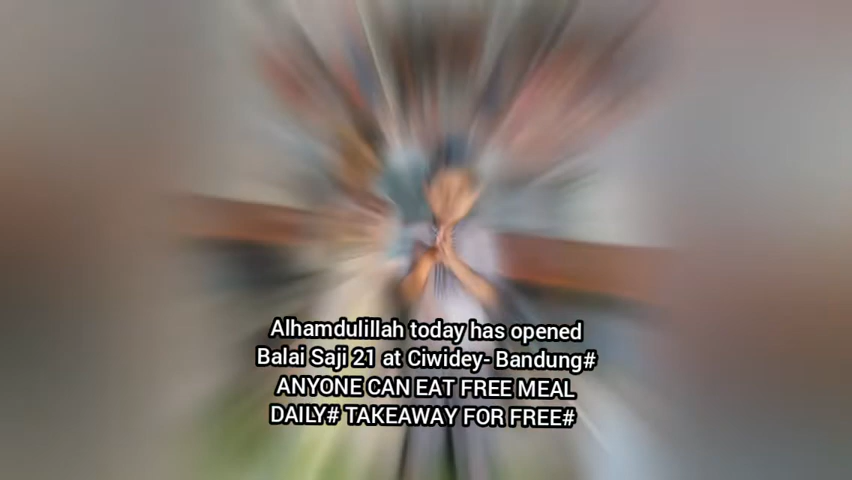 Alhamdulillah today has opened
Balai Saji 21 at Ciwidey- Bandung#
ANYONE CAN EAT FREE MEAL
DAILY# TAKEAWAY FOR FREE#